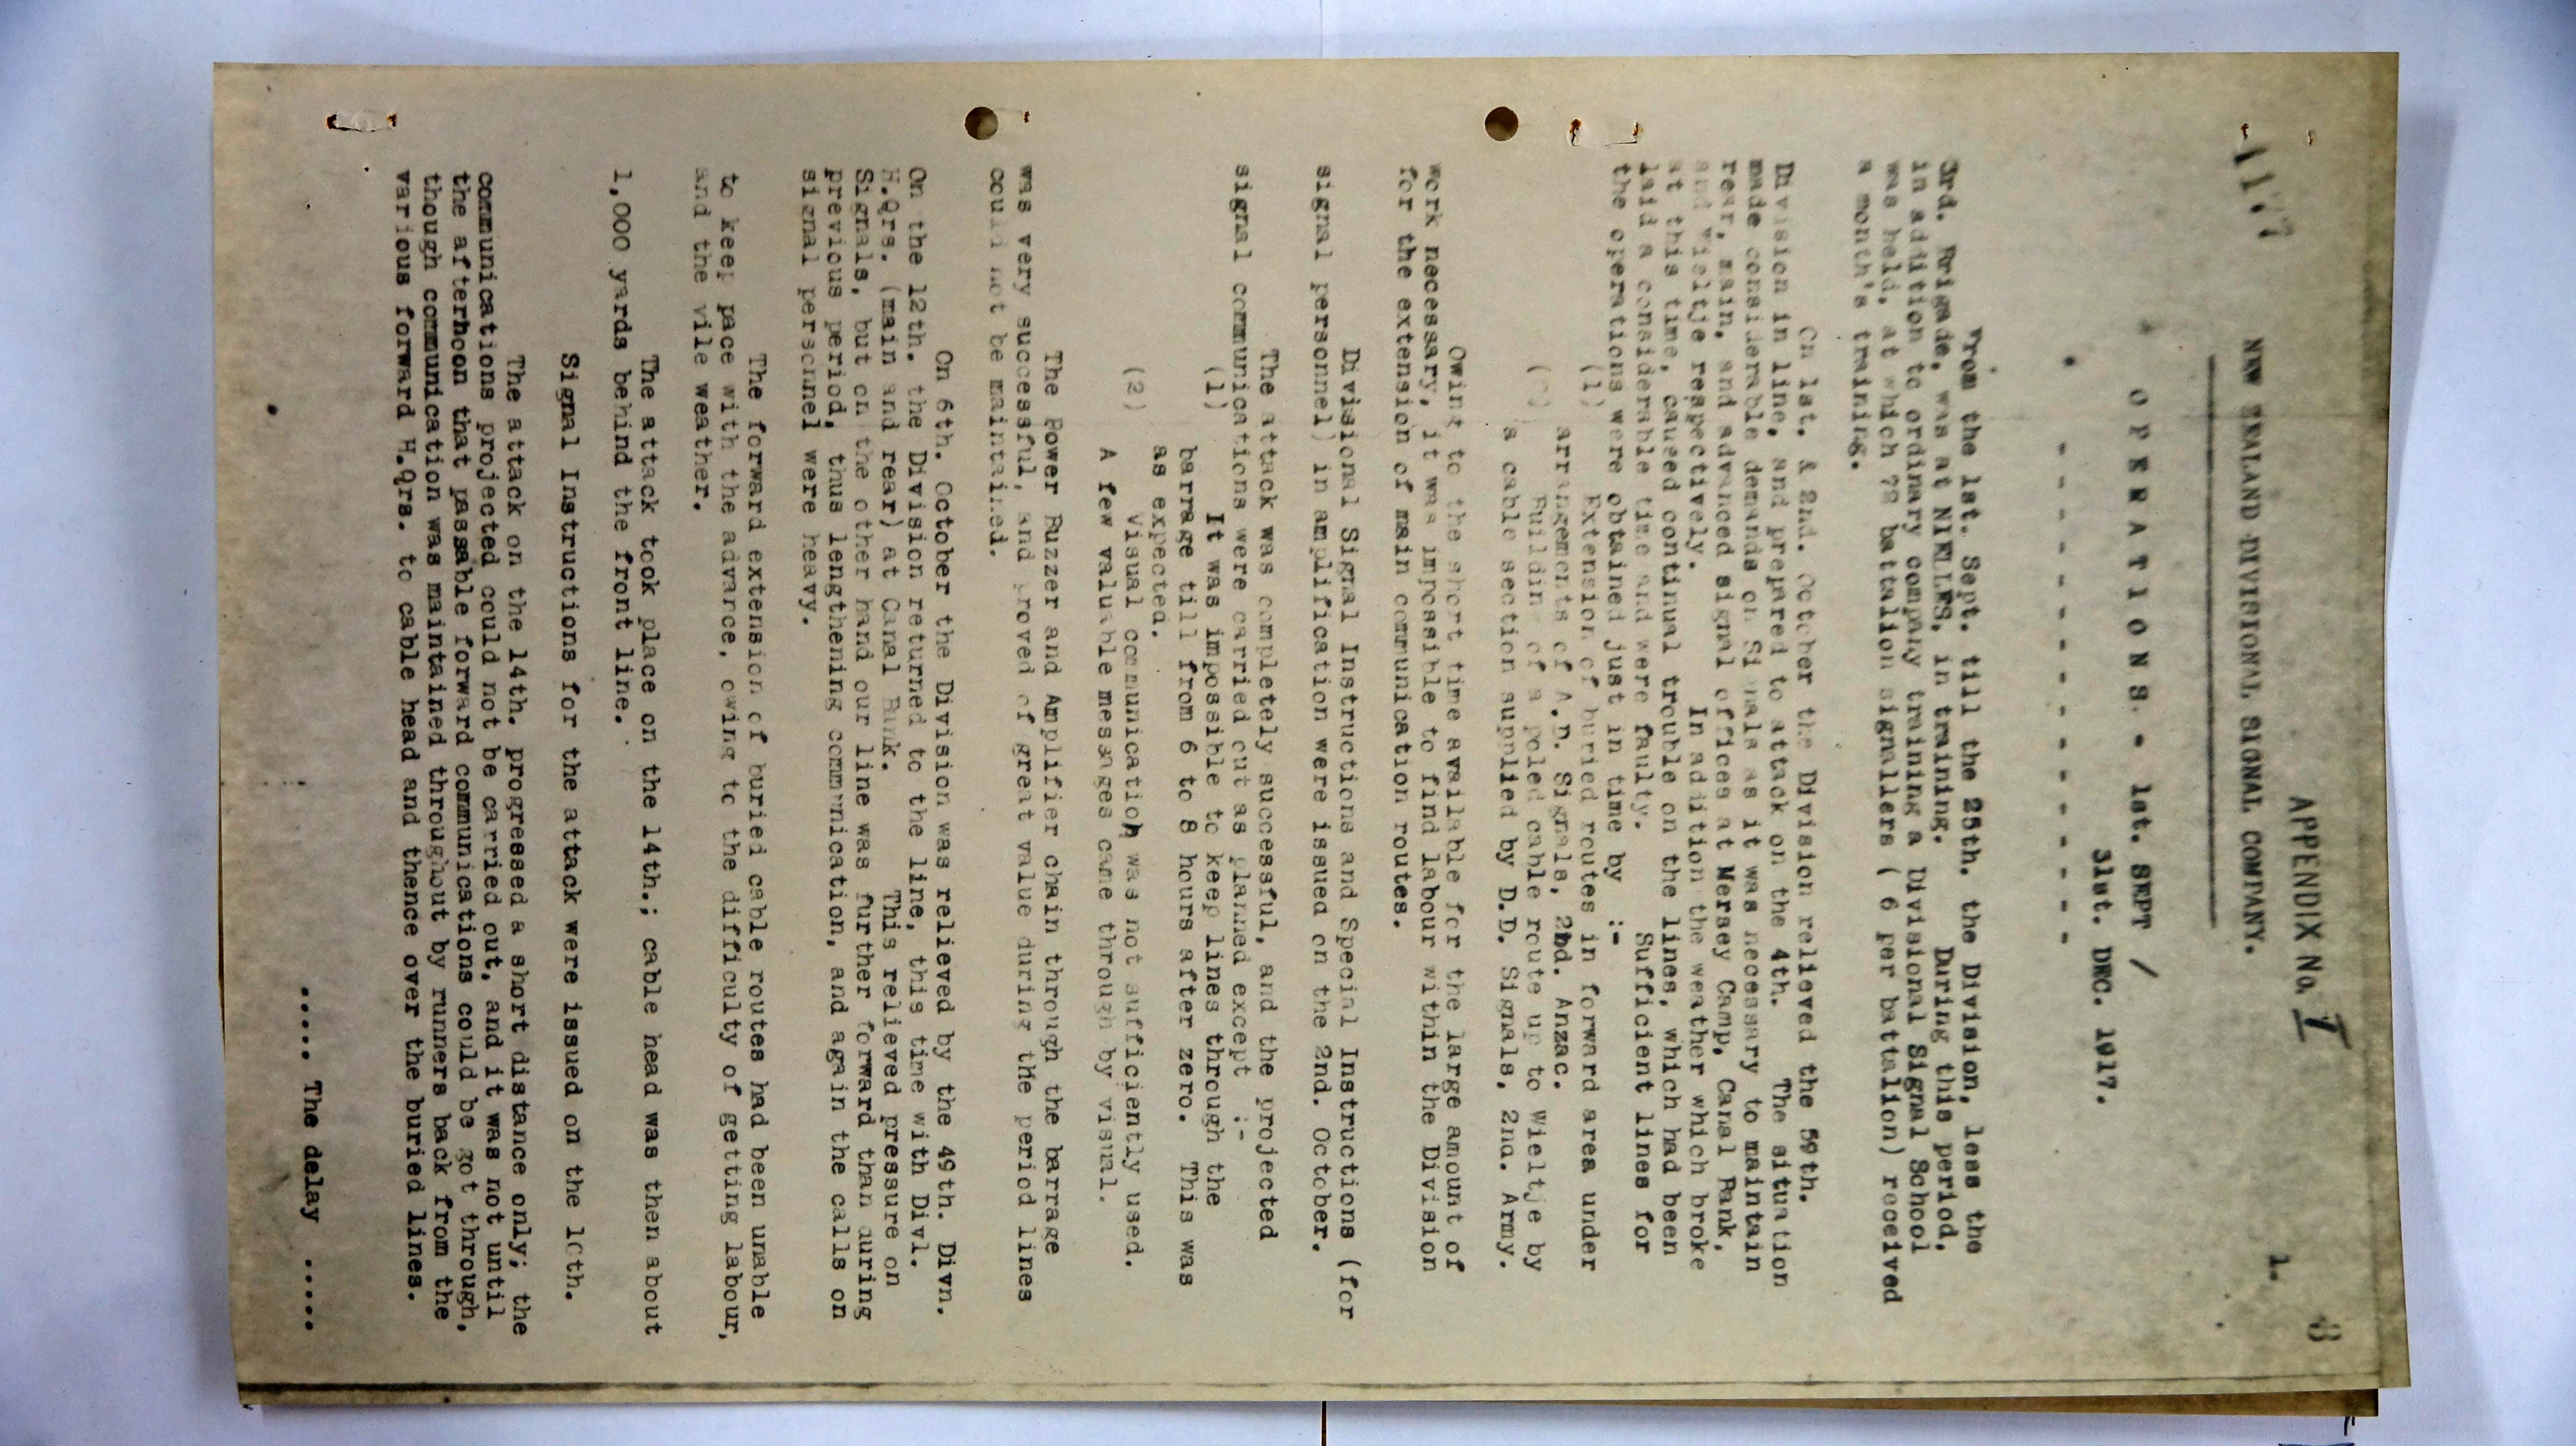 8
APPENDIX No. I
1.
NEW ZEALAND DIVISIONAL SIGNAL COMPANY.
OPERATIONS. - 1st. SEPT /
31st. DEC. 1917.
- - - - - - - - - - - - - -
From the 1st. Sept. till the 25th. the Division, less the
3rd. Brigade, was at NIELLES, in training. During this period,
in addition to ordinary company training a Divisional Signal School
was held, at which 72 battalion signallers ( 6 per battalion) received
a month's training.
On 1st. & 2nd. October the Division relieved the 59th.
Division in line, and prepared to attack on the 4th. The situation
made considerable demands on Signals as it was necessary to maintain
rear, main, and advanced signal offices at Mersey Camp, Canal Bank,
and Wieltje respectively. In addition the weather which broke
at this time, caused continual trouble on the lines, which had been
laid a considerable time and were faulty. Sufficient lines for
the operations were obtained just in time by :-
(1) Extension of buried routes in forward area under
arrangements of A.D. Signals, 2nd. Anzac.
Building of a poled cable route up to Wieltje by
a cable section supplied by D.D. Signals, 2nd. Army.
Owing to the short time available for the large amount of
work necessary, it was impossible to find labour within the Division
for the extension of main communication routes.
Divisional Signal Instructions and Special Instructions (for
signal personnel) in amplification were issued on the 2nd. October.
The attack was completely successful, and the projected
signal communications were carried out as planned except :-
(1) It was impossible to keep lines through the
barrage till from 6 to 8 hours after zero. This was
as expected.
(2) Visual communication was not sufficiently used.
A few valuable messages came through by visual.
The Power Buzzer and Amplifier chain through the barrage
was very successful, and proved of great value during the period lines
could not be maintained.
On 6th. October the Division was relieved by the 49th. Divn.
On the 12th. the Division returned to the line, this time with Divl.
H.Qrs. (main and rear) at Canal Bank. This relieved pressure on
Signals, but on the other hand our line was further forward than during
previous period, thus lengthening communication, and again the calls on
signal personnel were heavy.
The forward extension of buried cable routes had been unable
to keep pace with the advance, owing to the difficulty of getting labour,
and the vile weather.
The attack took place on the 14th.; cable head was then about
1,000 yards behind the front line.
Signal Instructions for the attack were issued on the 10th.
The attack on the 14th. progressed a short distance only; the
communications projected could not be carried out, and it was not until
the afternoon that passable forward communications could be got through,
though communication was maintained throughout by runners back from the
various forward H.Qrs. to cable head and thence over the buried lines.
..... The delay .....